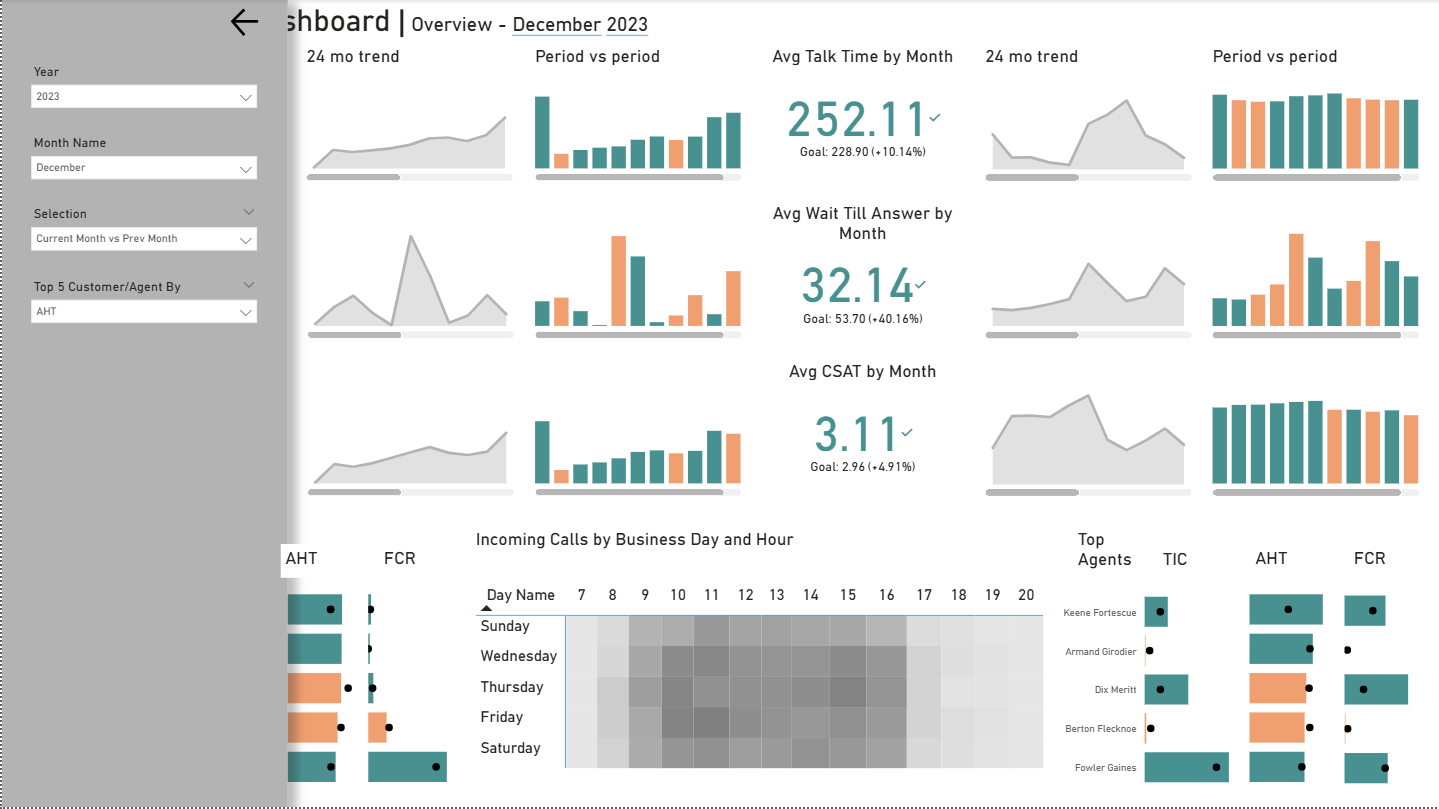 shboard | Overview - December 2023
Year
2023
Month Name
December
Selection
Current Month vs Prev Month
Top 5 Customer/Agent By
AHT
24 mo trend
Period vs period
Avg Talk Time by Month
24 mo trend
Period vs period
252.11
Goal: 228.90 (+10.14%)
Avg Wait Till Answer by
Month
32.14
Goal: 53.70 (+40.16%)
Avg CSAT by Month
3.11
Goal: 2.96 (+4.91%)
AHT
FCR
Incoming Calls by Business Day and Hour
Day Name 7 8 9 10 11 12 13 14 15 16 17 18 19 20
Sunday
Wednesday
Thursday
Friday
Saturday
Top
Agents
TIC
AHT
FCR
Keene Fortescue
Armand Girodier
Dix Meritt
Berton Flecknoe
Fowler Gaines